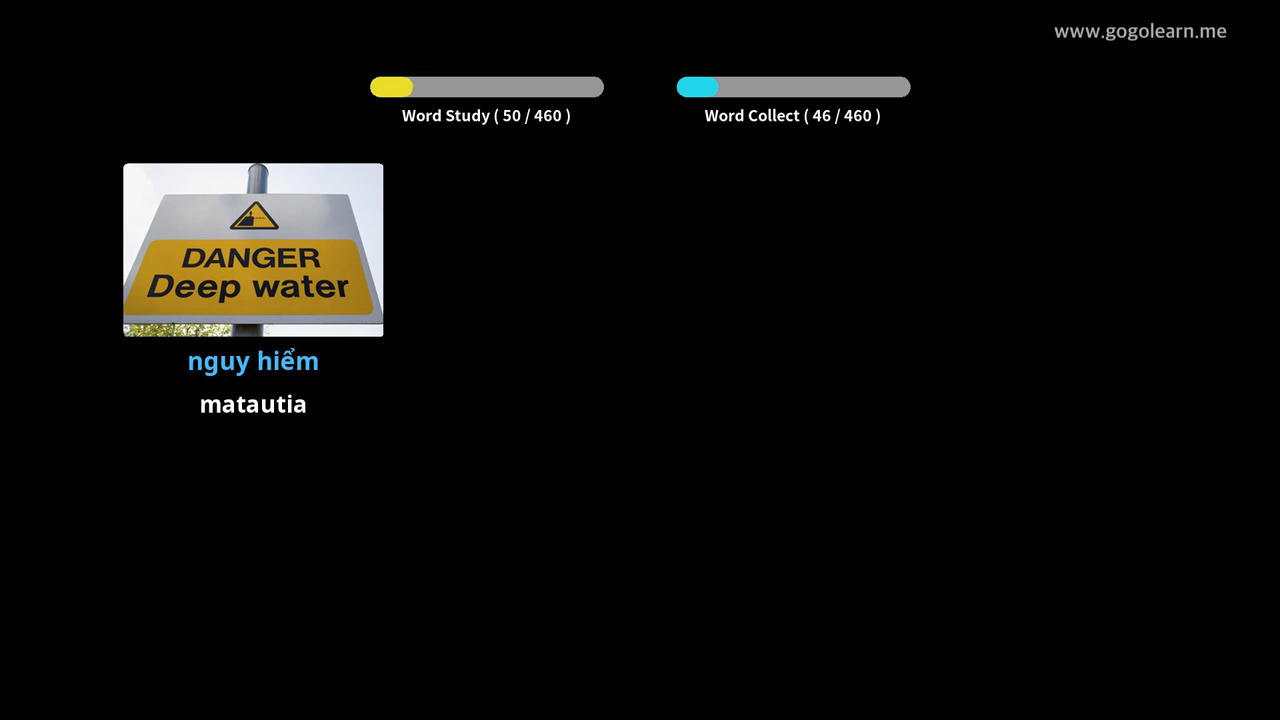 www.gogolearn.me
Word Study ( 50 / 460 )
Word Collect ( 46 / 460 )
DANGER
Deep water
nguy hiểm
matautia